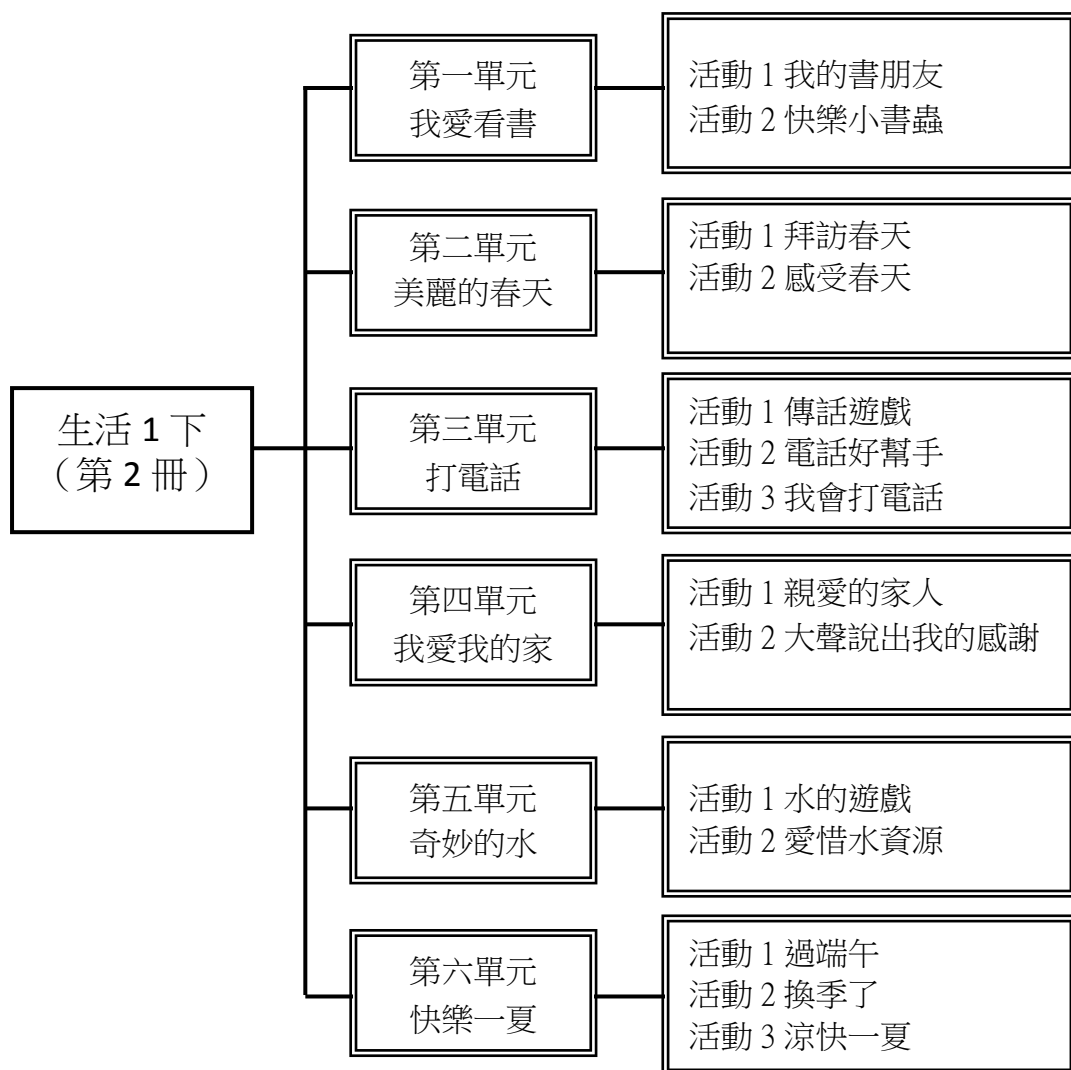 生活 1 下
（第 2 冊）
第一單元
我愛看書
活動 1 我的書朋友
活動 2 快樂小書蟲
第二單元
美麗的春天
活動 1 拜訪春天
活動 2 感受春天
第三單元
打電話
活動 1 傳話遊戲
活動 2 電話好幫手
活動 3 我會打電話
第四單元
我愛我的家
活動 1 親愛的家人
活動 2 大聲說出我的感謝
第五單元
奇妙的水
活動 1 水的遊戲
活動 2 愛惜水資源
第六單元
快樂一夏
活動 1 過端午
活動 2 換季了
活動 3 涼快一夏